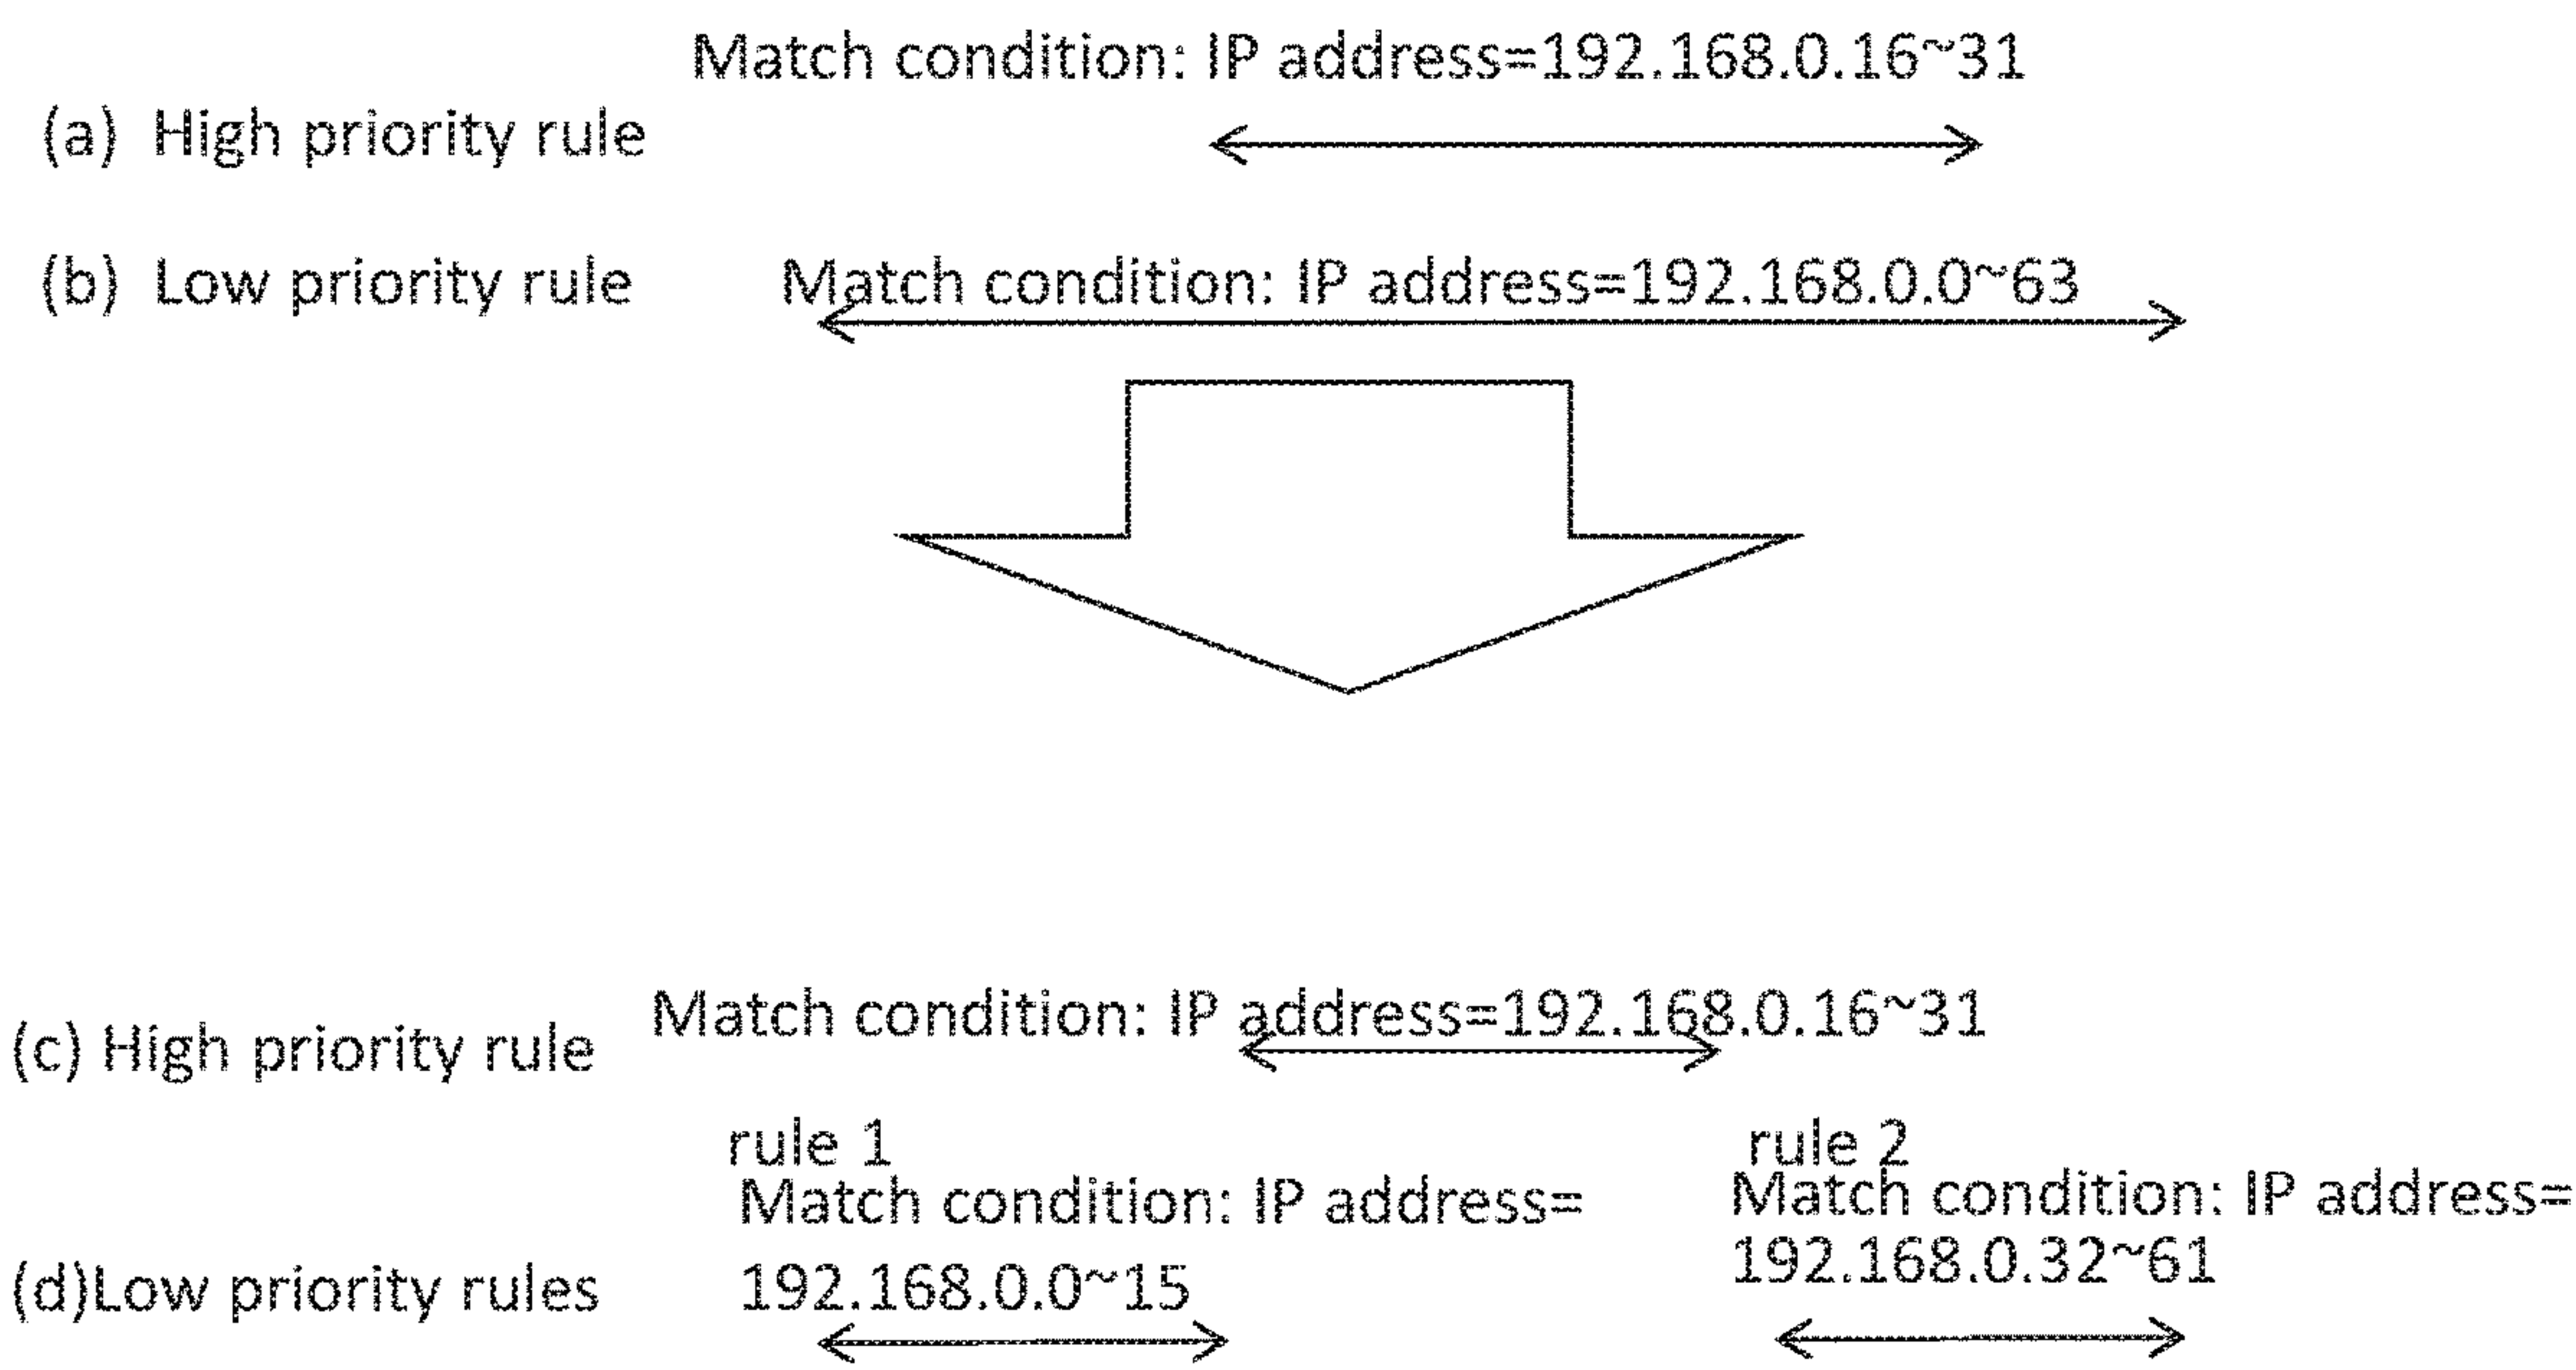 Match condition: IP address=192.168.0.16~31
(a) High priority rule
(b) Low priority rule Match condition: IP address=192.168.0.0~63
Match condition: IP address=192.168.0.16~31
(c) High priority rule
rule 1
Match condition: IP address=
192.168.0.0~15
rule 2
Match condition: IP address=
192.168.0.32~61
(d)Low priority rules